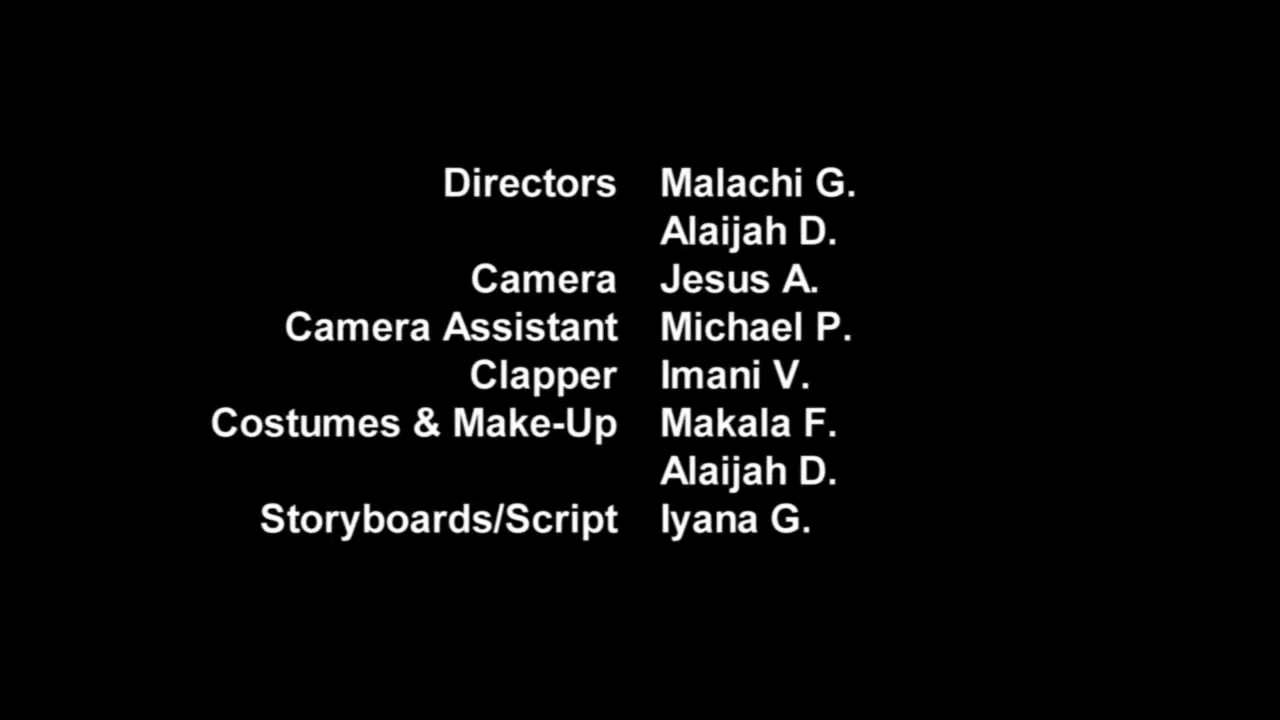 Directors Malachi G.
Alaijah D.
Camera Jesus A.
Camera Assistant Michael P.
Clapper Imani V.
Costumes & Make-Up Makala F.
Alaijah D.
Storyboards/Script Iyana G.